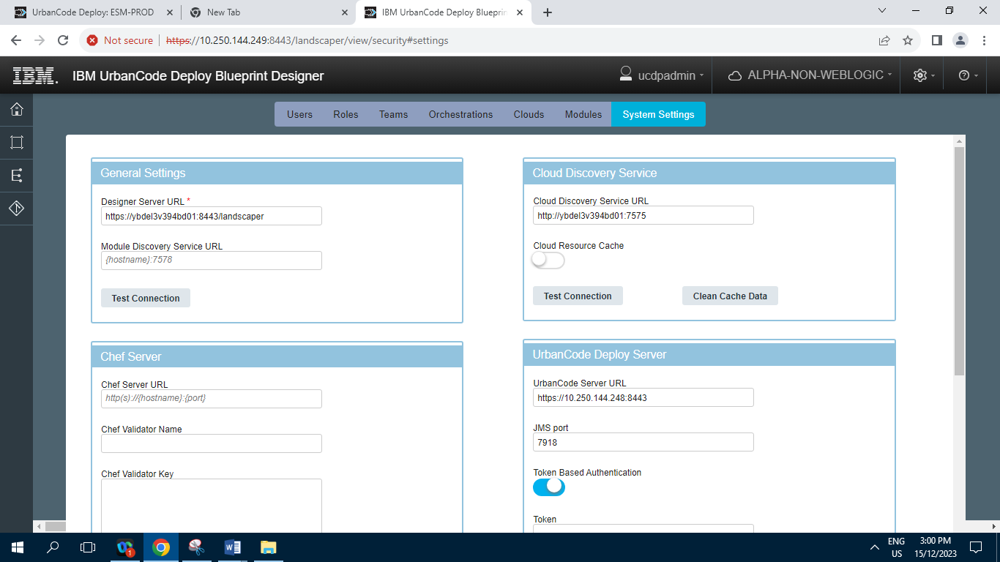 UrbanCode Deploy: ESM-PROD
New Tab
IBM UrbanCode Deploy Blueprin
Not secure
https://10.250.144.249:8443/landscaper/view/security#settings
IBM.
IBM UrbanCode Deploy Blueprint Designer
ucdpadmin
ALPHA-NON-WEBLOGIC
Users
Roles
Teams
Orchestrations
Clouds
Modules
System Settings
General Settings
Designer Server URL *
https://ybdel3v394bd01:8443/landscaper
Module Discovery Service URL
{hostname}:7578
Test Connection
Cloud Discovery Service
Cloud Discovery Service URL
http://ybdel3v394bd01:7575
Cloud Resource Cache
Test Connection
Clean Cache Data
Chef Server
Chef Server URL
http(s)://{hostname}:{port}
Chef Validator Name
Chef Validator Key
UrbanCode Deploy Server
UrbanCode Server URL
https://10.250.144.248:8443
JMS port
7918
Token Based Authentication
Token
1
ENG
US
3:00 PM
15/12/2023